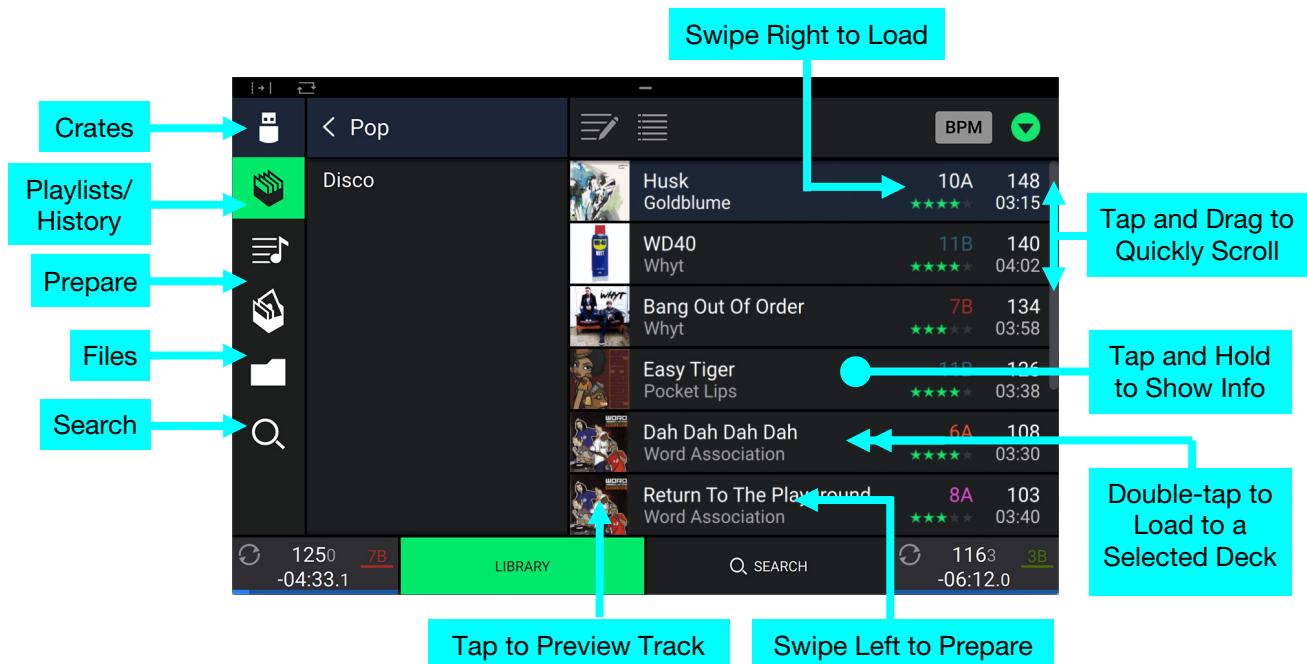 Swipe Right to Load
Crates
Playlists/
History
Prepare
Files
Search
< Pop
BPM
Disco
Husk
Goldblume
10A 148
03:15
WD40
Whyt
11B 140
04:02
Bang Out Of Order
Whyt
7B 134
03:58
Easy Tiger
Pocket Lips
03:38
Dah Dah Dah Dah
Word Association
6A 108
03:30
Return To The Playground
Word Association
8A 103
03:40
Tap and Drag to
Quickly Scroll
Tap and Hold
to Show Info
Double-tap to
Load to a
Selected Deck
1250 7B
-04:33.1
LIBRARY
SEARCH
1163 3B
-06:12.0
Tap to Preview Track
Swipe Left to Prepare